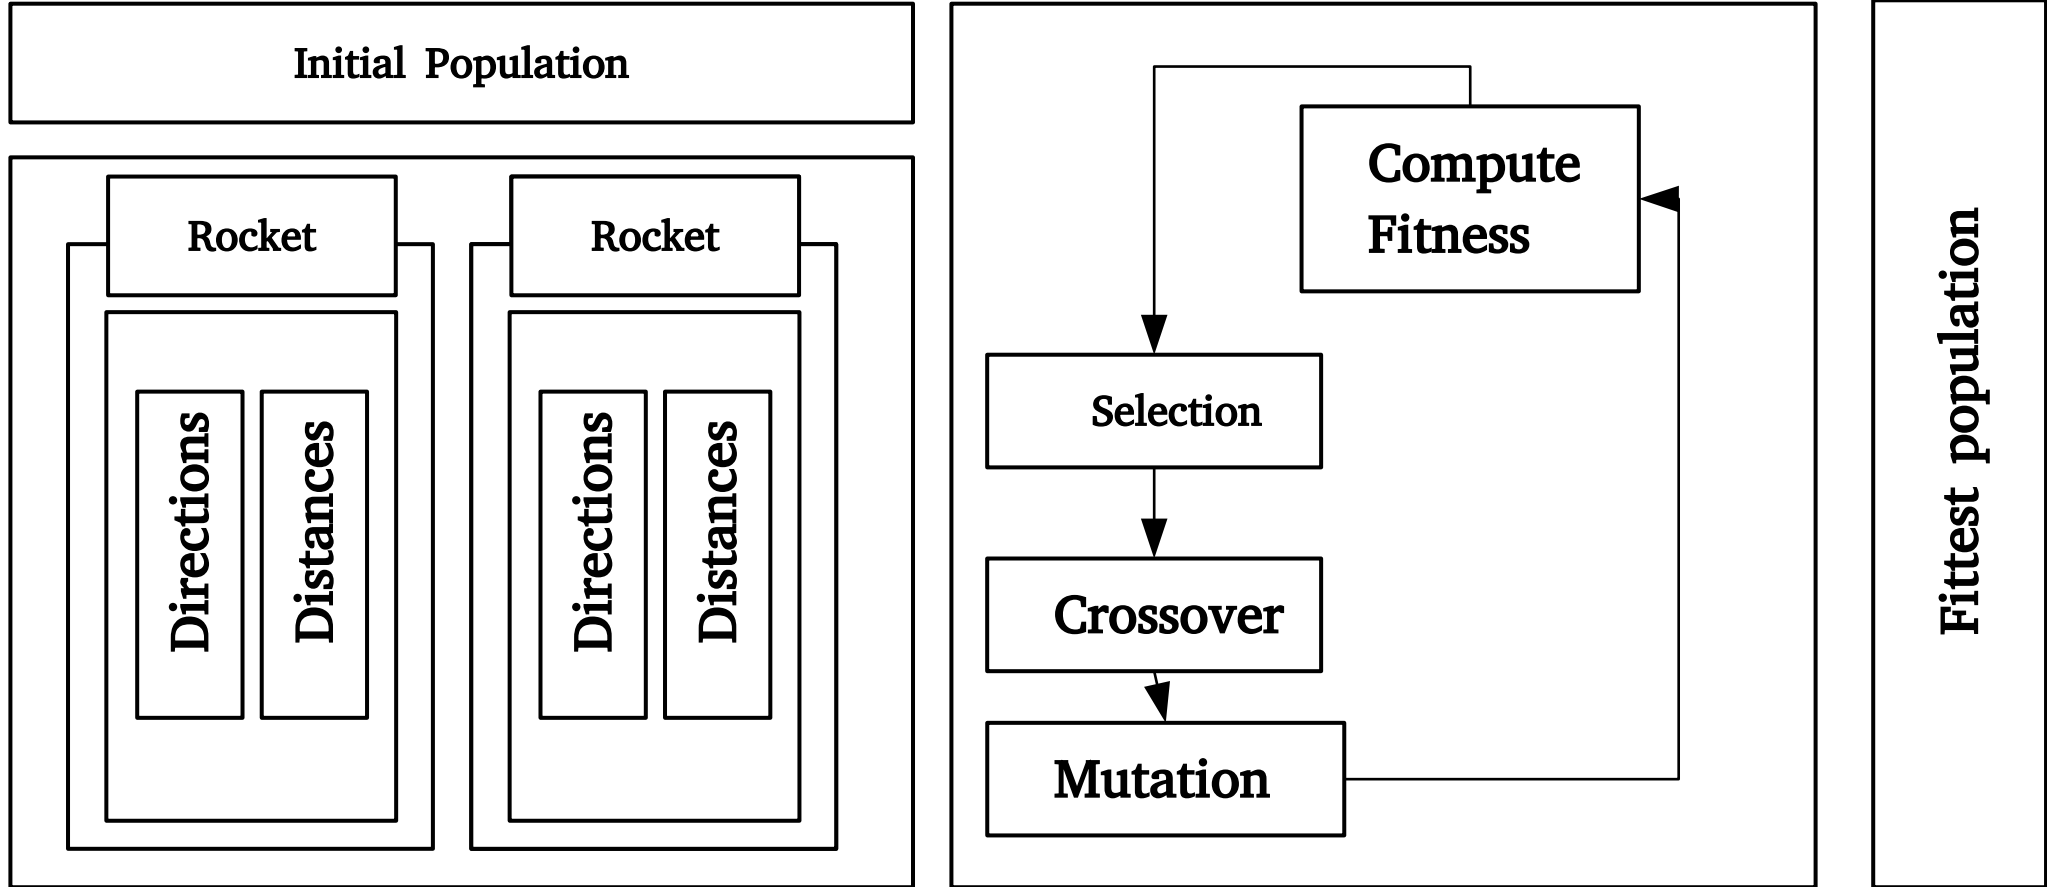 Initial Population
Rocket
Directions
Distances
Rocket
Directions
Distances
Compute
Fitness
Selection
Crossover
Mutation
Fittest population